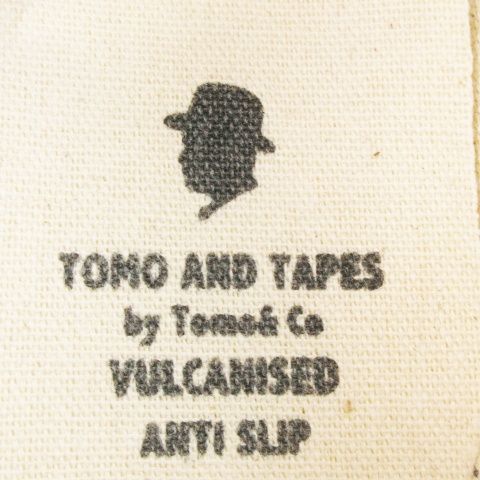 TOMO AND TAPES
by Tomo& Co
VULCANISED
ANTI SLIP